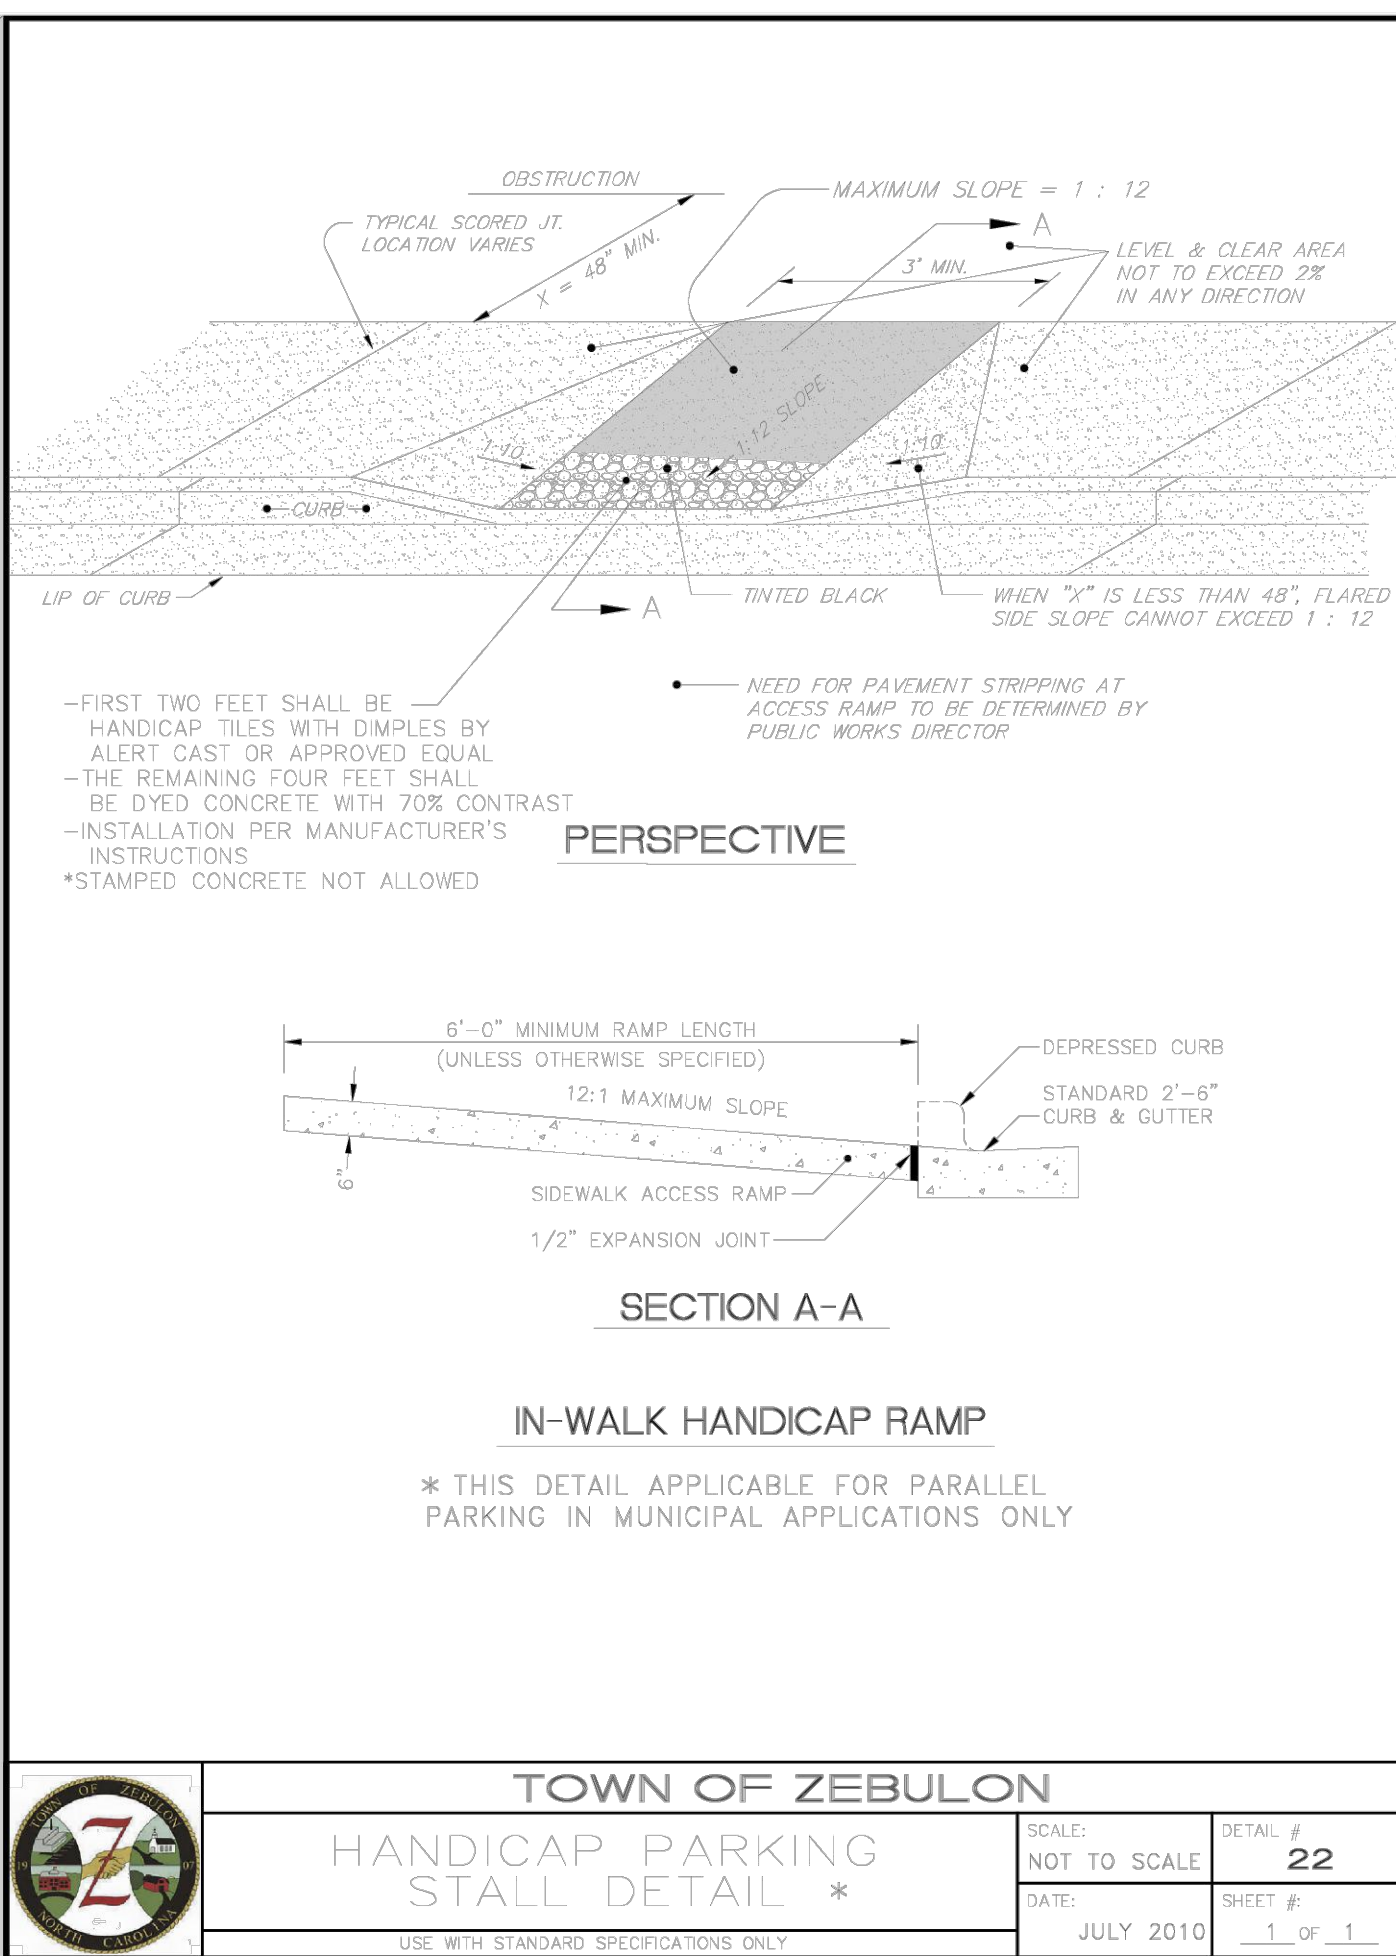 OBSTRUCTION
MAXIMUM SLOPE = 1 : 12
TYPICAL SCORED JT.
LOCATION VARIES
X = 48" MIN.
A
3' MIN.
LEVEL & CLEAR AREA
NOT TO EXCEED 2%
IN ANY DIRECTION
1:12 SLOPE
1:10
1:10
CURB
LIP OF CURB
A
TINTED BLACK
WHEN "X" IS LESS THAN 48", FLARED
SIDE SLOPE CANNOT EXCEED 1 : 12
-FIRST TWO FEET SHALL BE
HANDICAP TILES WITH DIMPLES BY
ALERT CAST OR APPROVED EQUAL
-THE REMAINING FOUR FEET SHALL
BE DYED CONCRETE WITH 70% CONTRAST
-INSTALLATION PER MANUFACTURER'S
INSTRUCTIONS
*STAMPED CONCRETE NOT ALLOWED
NEED FOR PAVEMENT STRIPPING AT
ACCESS RAMP TO BE DETERMINED BY
PUBLIC WORKS DIRECTOR
PERSPECTIVE
6'-0" MINIMUM RAMP LENGTH
(UNLESS OTHERWISE SPECIFIED)
12:1 MAXIMUM SLOPE
DEPRESSED CURB
STANDARD 2'-6"
CURB & GUTTER
6"
SIDEWALK ACCESS RAMP
1/2" EXPANSION JOINT
SECTION A-A
IN-WALK HANDICAP RAMP
* THIS DETAIL APPLICABLE FOR PARALLEL
PARKING IN MUNICIPAL APPLICATIONS ONLY
TOWN OF ZEBULON
19 Z 07
NORTH CAROLINA
TOWN OF ZEBULON
HANDICAP PARKING
STALL DETAIL *
USE WITH STANDARD SPECIFICATIONS ONLY
SCALE:
NOT TO SCALE
DETAIL #
22
DATE:
JULY 2010
SHEET #:
1 OF 1